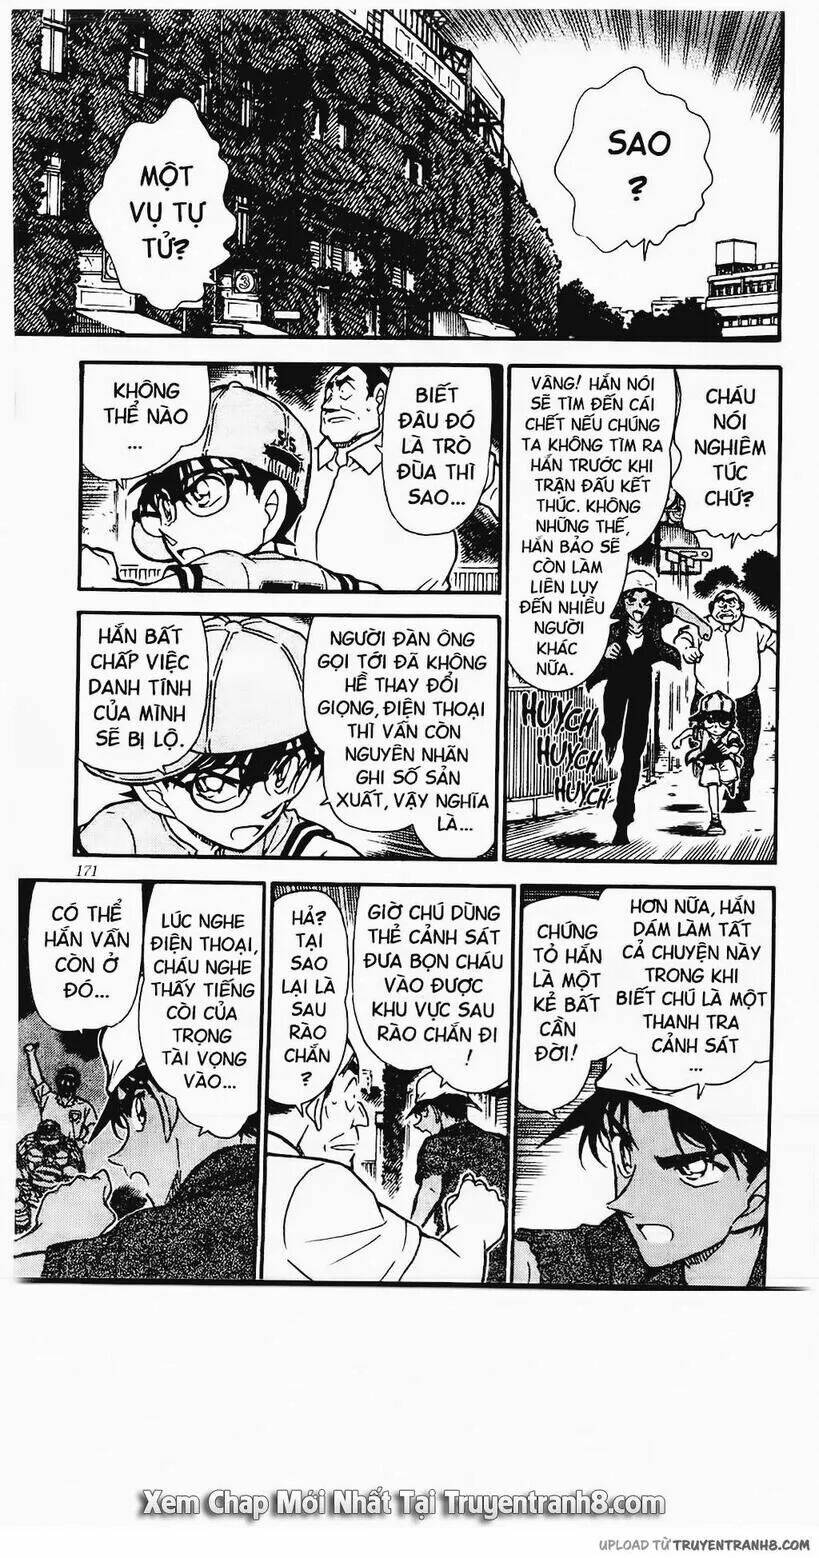 SAO
?
MỘT
VỤ TỰ
TỬ?
3
CHÁU
NÓI
NGHIÊM
TÚC
CHỨ?
VÂNG! HẮN NÓI
SẼ TÌM ĐẾN CÁI
CHẾT NẾU CHÚNG
TA KHÔNG TÌM RA
HẮN TRƯỚC KHI
TRẬN ĐẤU KẾT
THÚC. KHÔNG
NHỮNG THẾ,
HẮN BẢO SẼ
CÒN LÀM
LIÊN LỤY
ĐẾN NHIỀU
NGƯỜI
KHÁC
NỮA.
HUỲCH
HUỲCH
HUỲCH
BIẾT
ĐÂU ĐÓ
LÀ TRÒ
ĐÙA THÌ
SAO...
KHÔNG
THỂ NÀO
...
NGƯỜI ĐÀN ÔNG
GỌI TỚI ĐÃ KHÔNG
HỀ THAY ĐỔI
GIỌNG, ĐIỆN THOẠI
THÌ VẪN CÒN
NGUYÊN NHÃN
GHI SỐ SẢN
XUẤT, VẬY NGHĨA
LÀ...
HẮN BẤT
CHẤP VIỆC
DANH TÍNH
CỦA MÌNH
SẼ BỊ LỘ.
171
HƠN NỮA, HẮN
DÁM LÀM TẤT
CẢ CHUYỆN NÀY
TRONG KHI
BIẾT CHÚ LÀ MỘT
THANH TRA
CẢNH SÁT
...
CHỨNG
TỎ HẮN
LÀ MỘT
KẺ BẤT
CẦN
ĐỜI!
GIỜ CHÚ DÙNG
THẺ CẢNH SÁT
ĐƯA BỌN CHÁU
VÀO ĐƯỢC
KHU VỰC SAU
RÀO CHẮN ĐI
!
HẢ?
TẠI
SAO
LẠI LÀ
SAU
RÀO
CHẮN
?
LÚC NGHE
ĐIỆN THOẠI,
CHÁU NGHE
THẤY TIẾNG
CÒI CỦA
TRỌNG
TÀI VỌNG
VÀO...
CÓ THỂ
HẮN VẪN
CÒN Ở
ĐÓ...
Xem Chap Mới Nhất Tại Truyentranh8.com
UPLOAD TỪ TRUYENTRANH8.COM